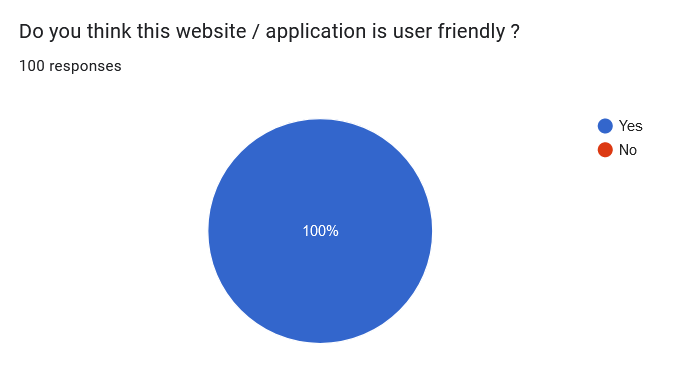 Do you think this website / application is user friendly ?
100 responses
Yes
No
100%